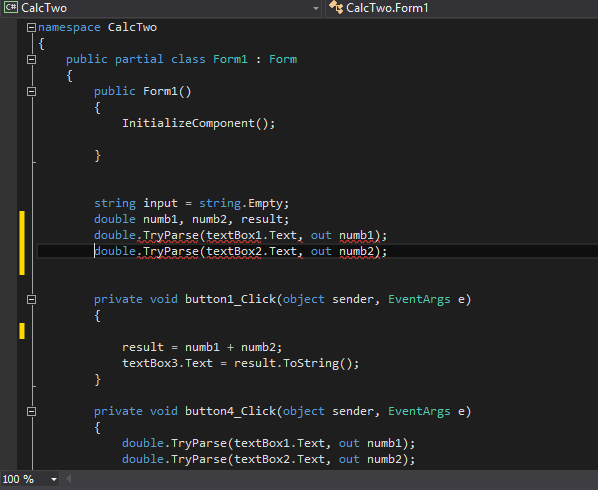 C# CalcTwo CalcTwo.Form1
namespace CalcTwo
{
public partial class Form1 : Form
{
public Form1()
{
InitializeComponent();
}
string input = string.Empty;
double numb1, numb2, result;
double.TryParse(textBox1.Text, out numb1);
double.TryParse(textBox2.Text, out numb2);
private void button1_Click(object sender, EventArgs e)
{
result = numb1 + numb2;
textBox3.Text = result.ToString();
}
private void button4_Click(object sender, EventArgs e)
{
double.TryParse(textBox1.Text, out numb1);
double.TryParse(textBox2.Text, out numb2);
100 %